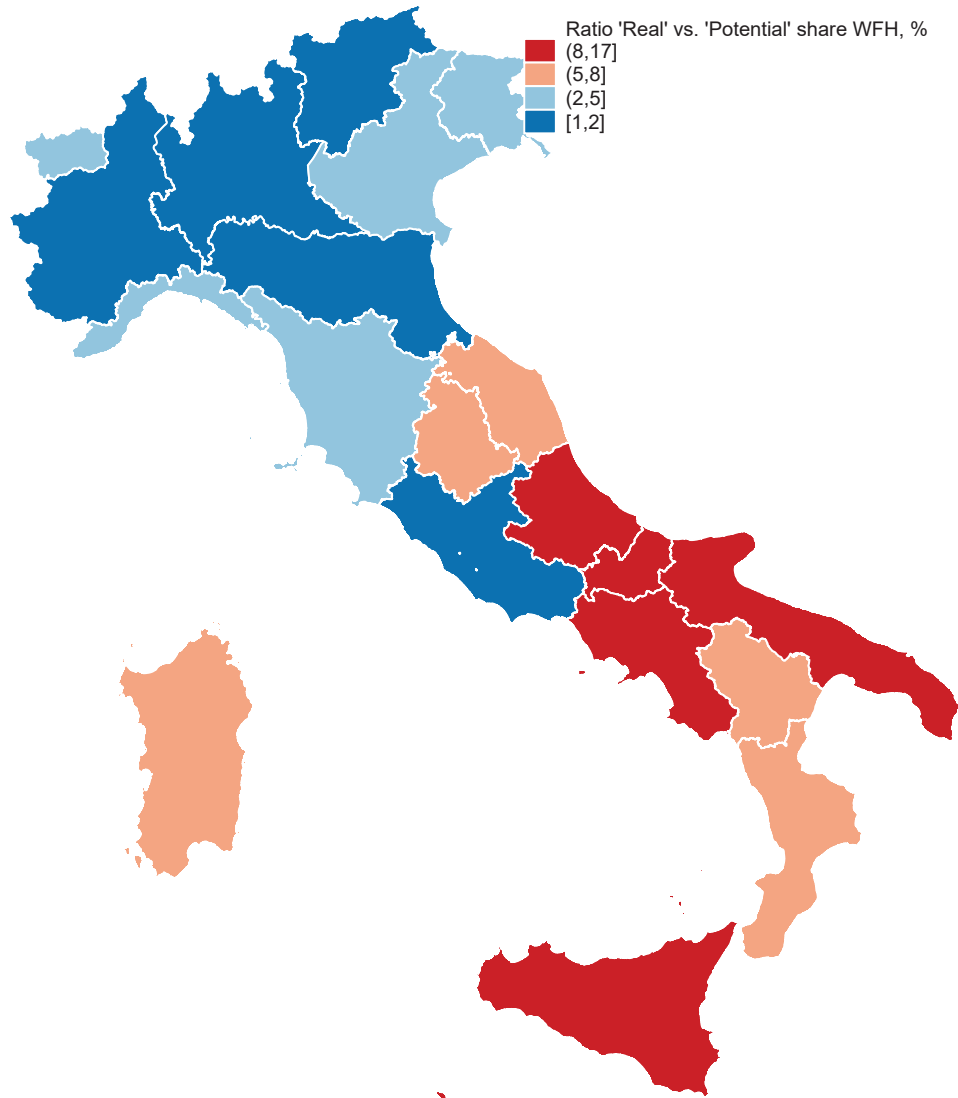 Ratio 'Real' vs. 'Potential' share WFH, %
(8,17]
(5,8]
(2,5]
[1,2]